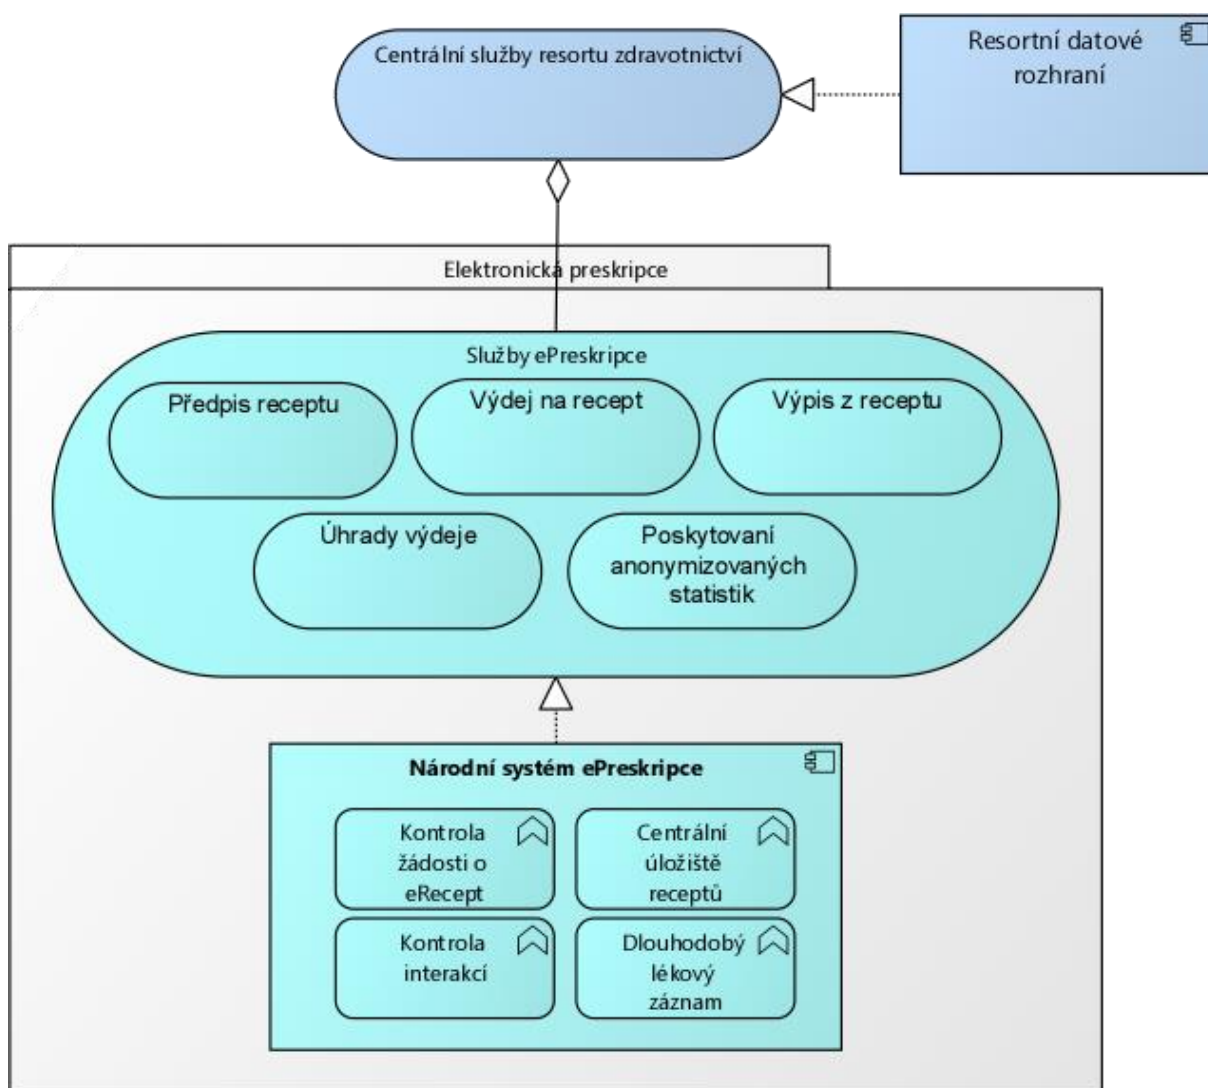 Centrální služby resortu zdravotnictví
Resortní datové
rozhraní
Elektronická preskripce
Služby ePreskripce
Předpis receptu
Výdej na recept
Výpis z receptu
Úhrady výdeje
Poskytovaní
anonymizovaných
statistik
Národní systém ePreskripce
Kontrola
žádosti o
eRecept
Centrální
úložiště
receptů
Kontrola
interakcí
Dlouhodobý
lékový
záznam